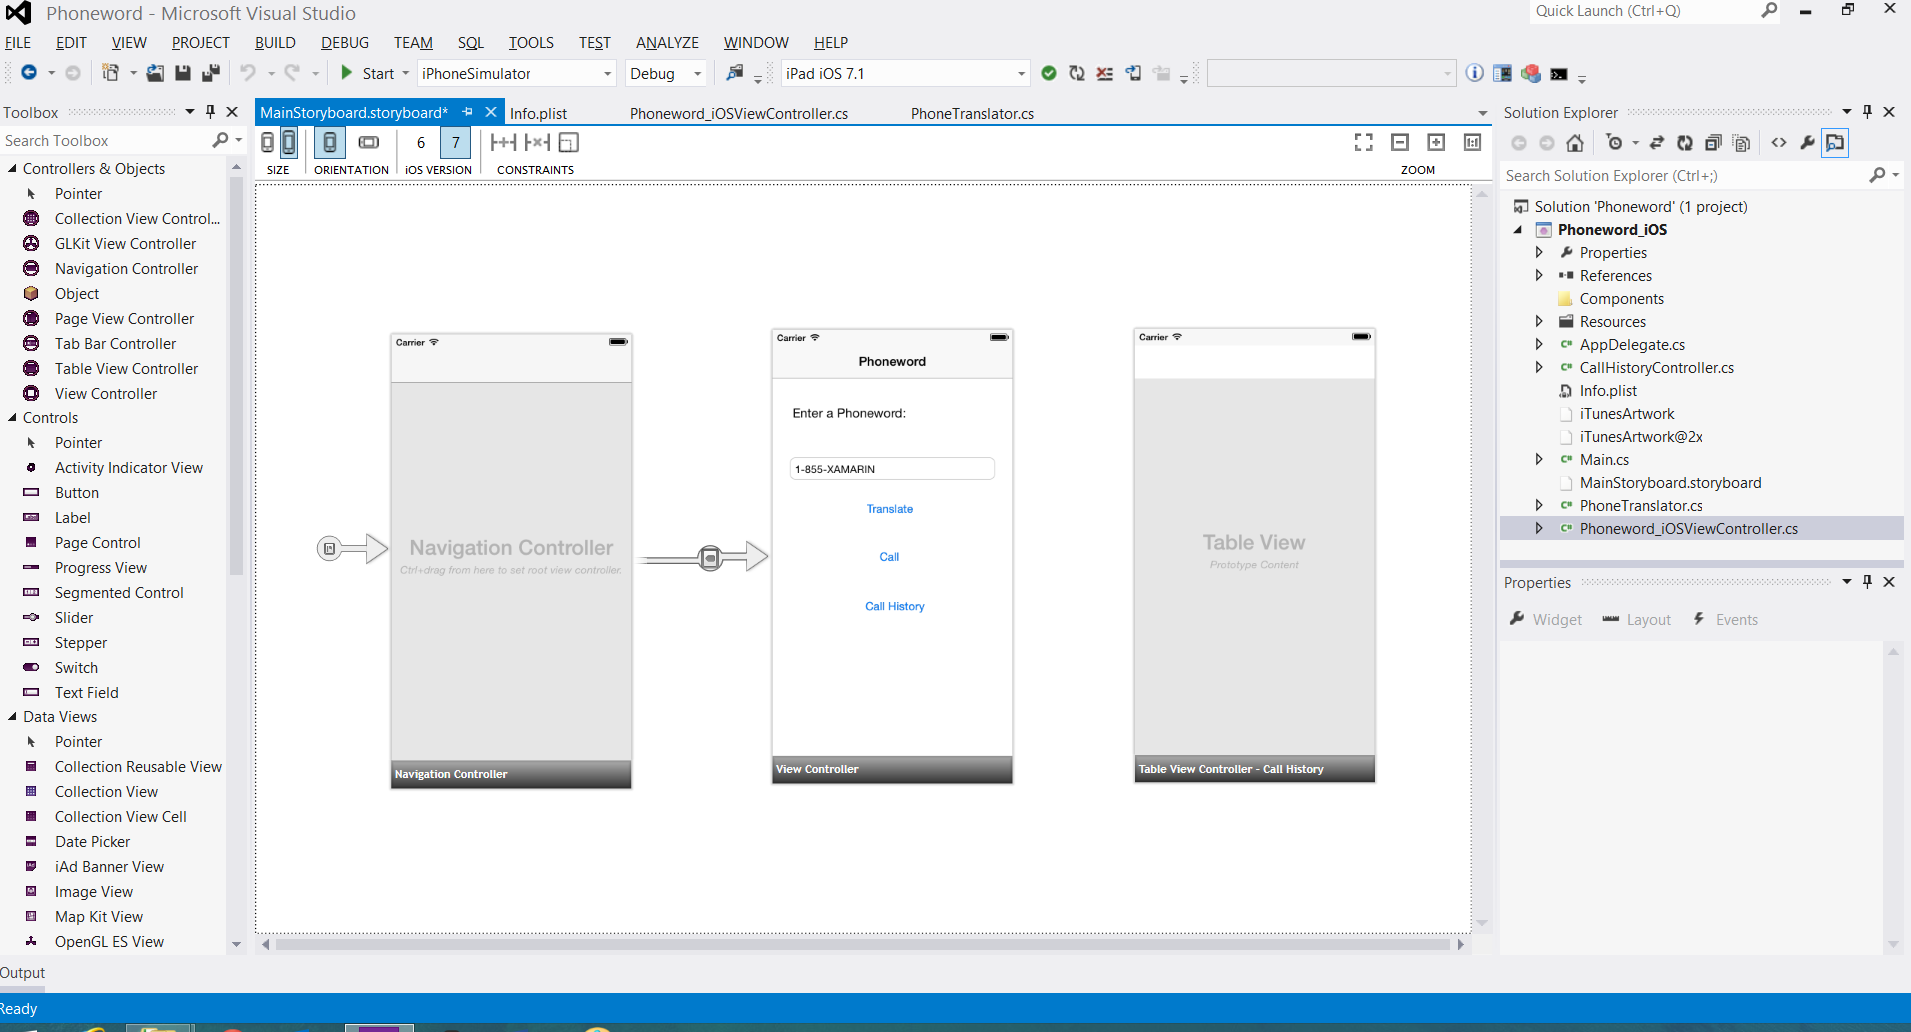 Phoneword - Microsoft Visual Studio
Quick Launch (Ctrl+Q)
FILE EDIT VIEW PROJECT BUILD DEBUG TEAM SQL TOOLS TEST ANALYZE WINDOW HELP
Start iPhoneSimulator Debug iPad iOS 7.1
Toolbox
MainStoryboard.storyboard* Info.plist Phoneword_iOSViewController.cs PhoneTranslator.cs
Search Toolbox
Controllers & Objects
Pointer
Collection View Control...
GLKit View Controller
Navigation Controller
Object
Page View Controller
Tab Bar Controller
Table View Controller
View Controller
Controls
Pointer
Activity Indicator View
Button
Label
Page Control
Progress View
Segmented Control
Slider
Stepper
Switch
Text Field
Data Views
Pointer
Collection Reusable View
Collection View
Collection View Cell
Date Picker
iAd Banner View
Image View
Map Kit View
OpenGL ES View
6 7
SIZE ORIENTATION iOS VERSION CONSTRAINTS ZOOM
Carrier
Navigation Controller
Ctrl+drag from here to set root view controller.
Navigation Controller
Carrier
Phoneword
Enter a Phoneword:
1-855-XAMARIN
Translate
Call
Call History
View Controller
Carrier
Table View
Prototype Content
Table View Controller - Call History
Solution Explorer
Search Solution Explorer (Ctrl+;)
Solution 'Phoneword' (1 project)
Phoneword_iOS
Properties
References
Components
Resources
AppDelegate.cs
CallHistoryController.cs
Info.plist
iTunesArtwork
iTunesArtwork@2x
Main.cs
MainStoryboard.storyboard
PhoneTranslator.cs
Phoneword_iOSViewController.cs
Properties
Widget Layout Events
Output
Ready